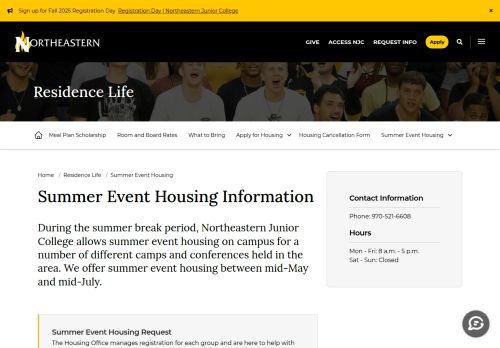 Sign up for Fall 2025 Registration Day Registration Day | Northeastern Junior College ×
NORTHEASTERN
GIVE ACCESS NJC REQUEST INFO Apply
Residence Life
Meal Plan Scholarship Room and Board Rates What to Bring Apply for Housing Housing Cancellation Form Summer Event Housing
Home / Residence Life / Summer Event Housing
Summer Event Housing Information
During the summer break period, Northeastern Junior
College allows summer event housing on campus for a
number of different camps and conferences held in the
area. We offer summer event housing between mid-May
and mid-July.
Contact Information
Phone: 970-521-6608
Hours
Mon - Fri: 8 a.m. - 5 p.m.
Sat - Sun: Closed
Summer Event Housing Request
The Housing Office manages registration for each group and are here to help with